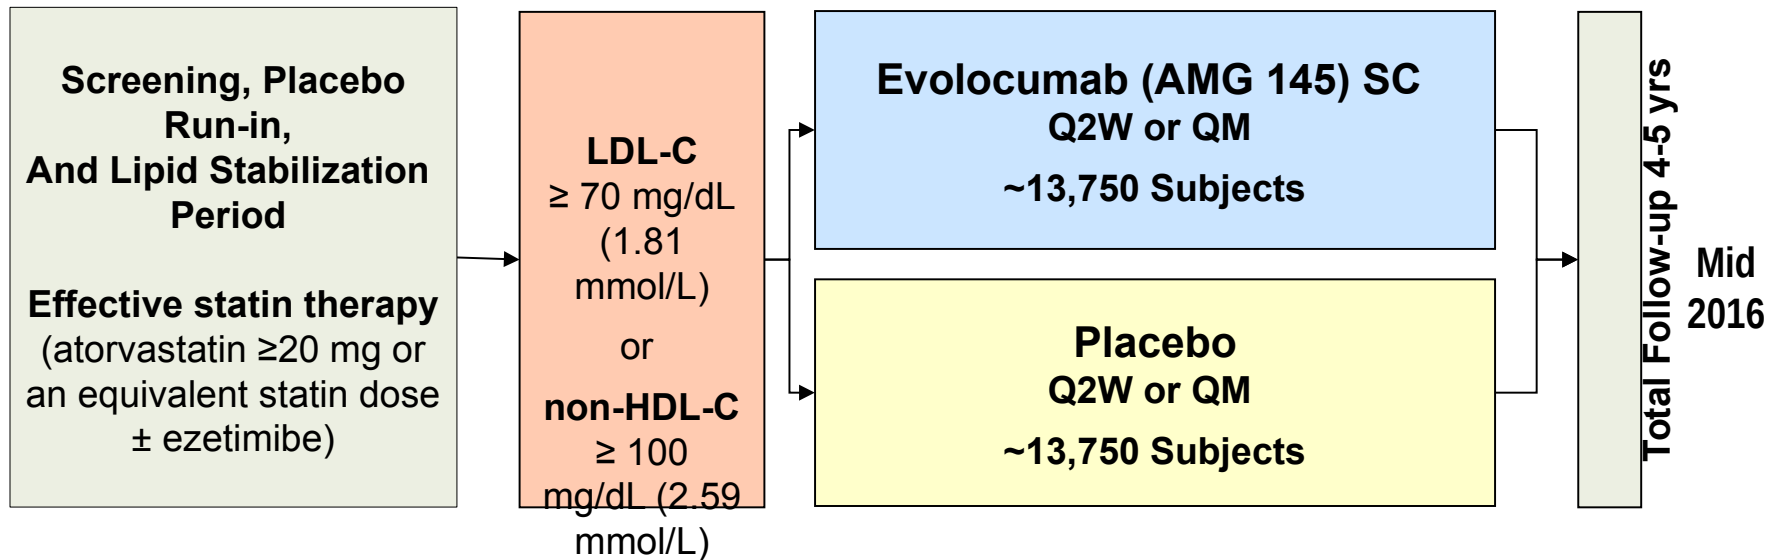 Screening, Placebo
Run-in,
And Lipid Stabilization
Period
Effective statin therapy
(atorvastatin ≥20 mg or
an equivalent statin dose
± ezetimibe)
LDL-C
≥ 70 mg/dL
(1.81
mmol/L)
or
non-HDL-C
≥ 100
mg/dL (2.59
mmol/L)
Evolocumab (AMG 145) SC
Q2W or QM
~13,750 Subjects
Placebo
Q2W or QM
~13,750 Subjects
Total Follow-up 4-5 yrs
Mid
2016